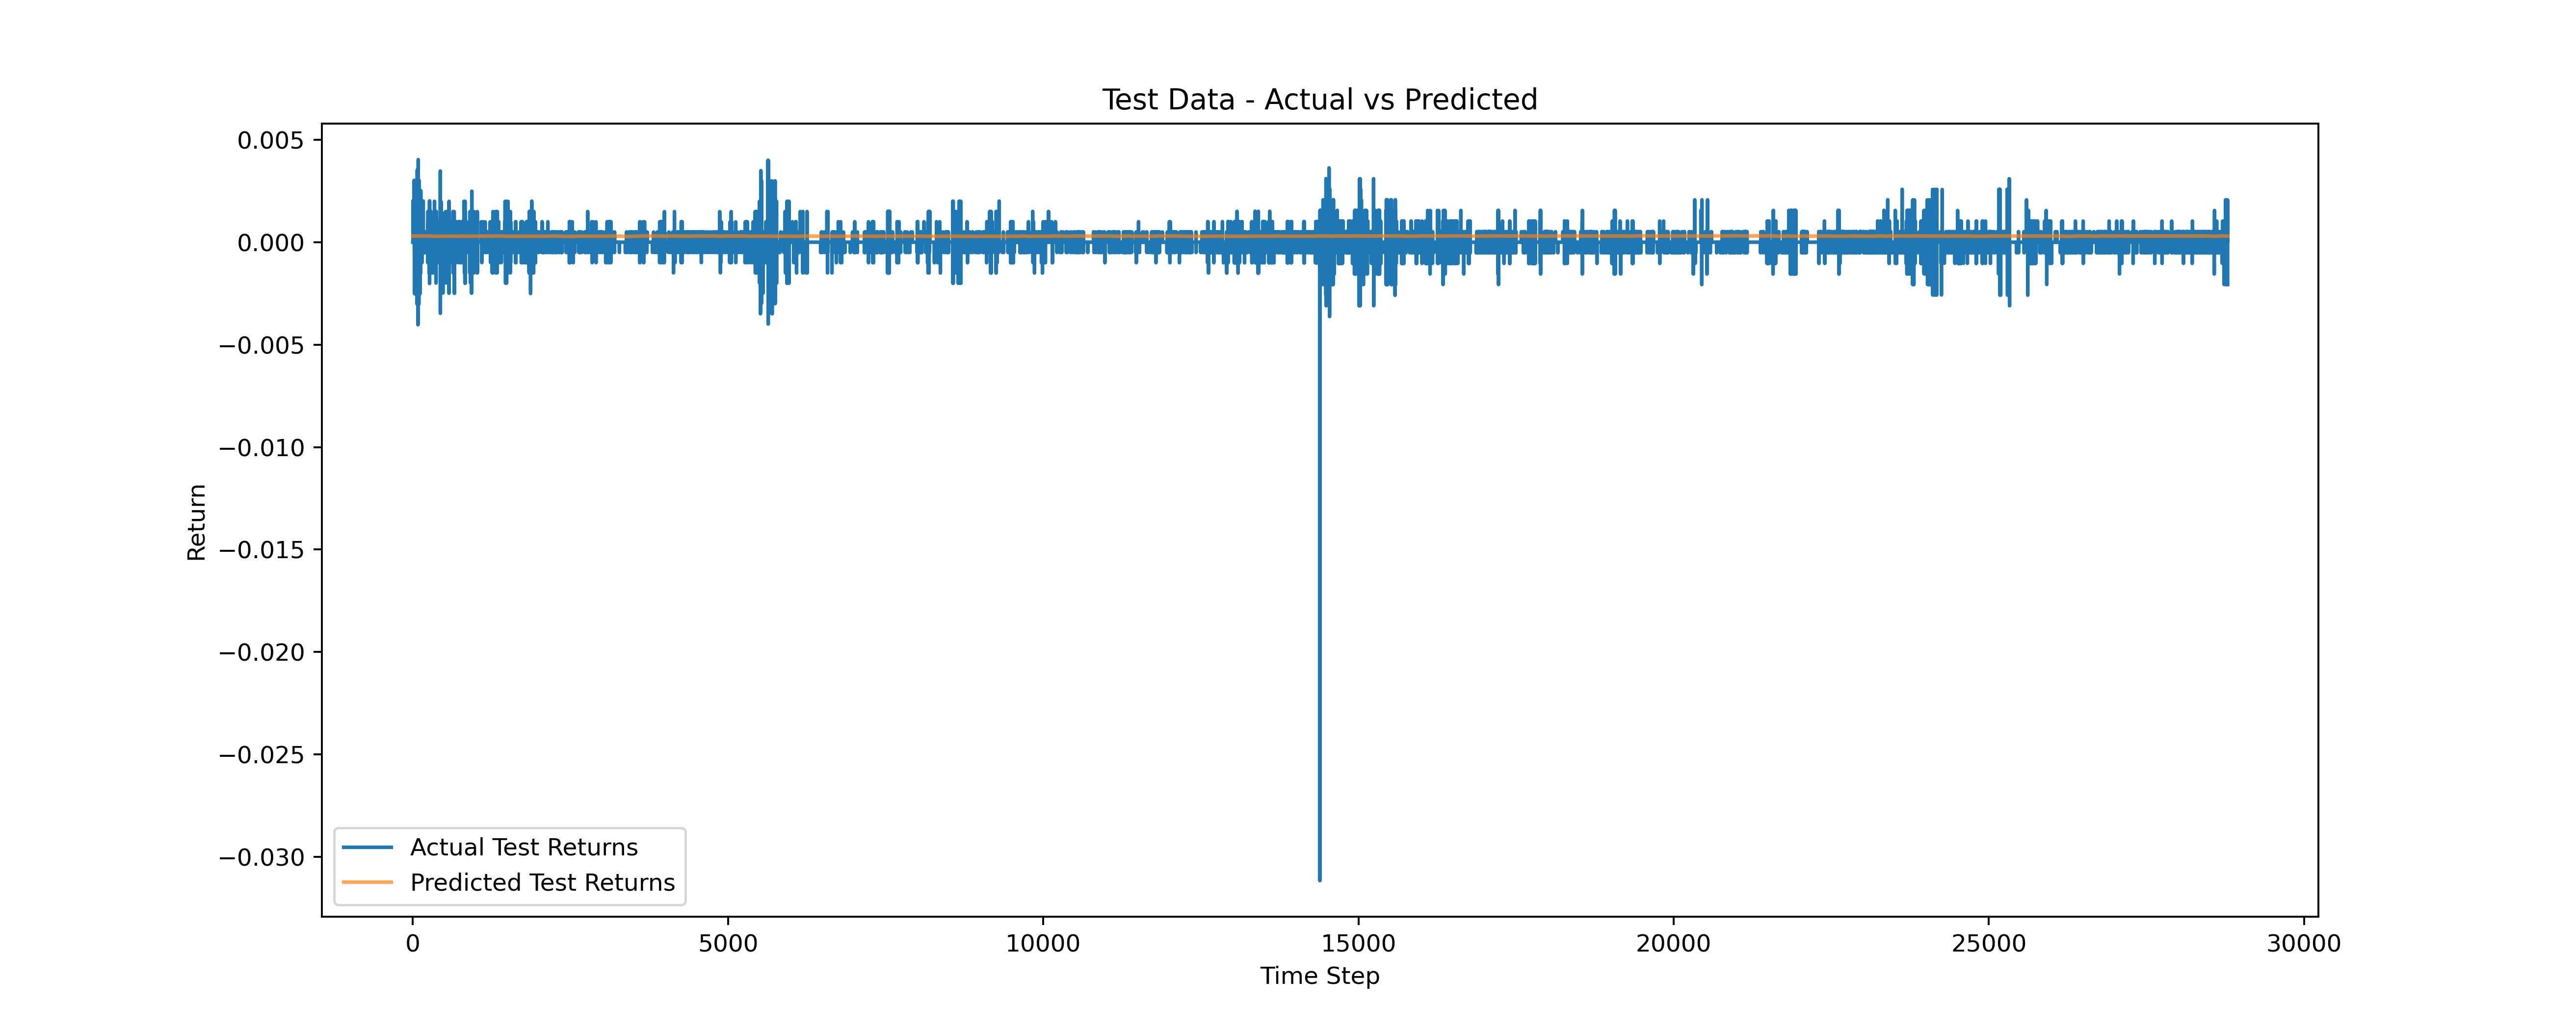 Test Data - Actual vs Predicted
0.005
0.000
−0.005
−0.010
−0.015
−0.020
−0.025
−0.030
Return
Actual Test Returns
Predicted Test Returns
0 5000 10000 15000 20000 25000 30000
Time Step